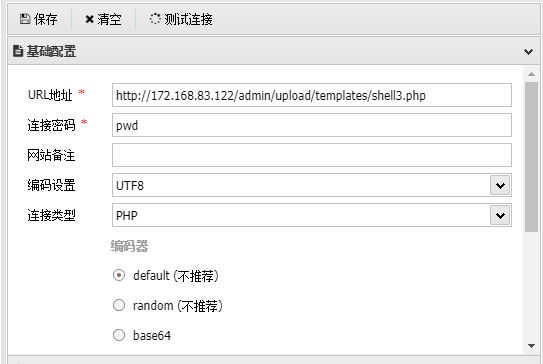 保存 清空 测试连接
基础配置
URL地址 * http://172.168.83.122/admin/upload/templates/shell3.php
连接密码 * pwd
网站备注
编码设置 UTF8
连接类型 PHP
编码器
default (不推荐)
random (不推荐)
base64